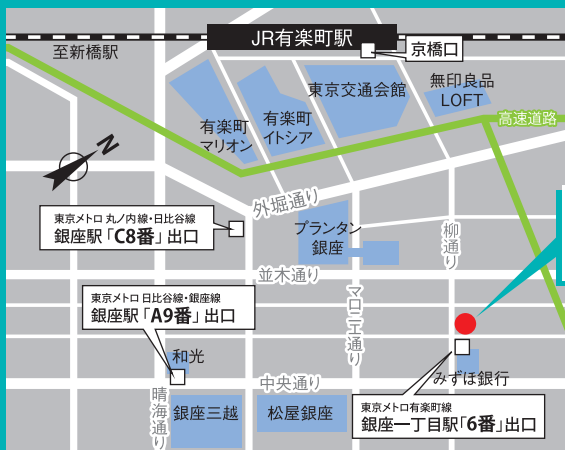 JR有楽町駅
至新橋駅
京橋口
東京交通会館
無印良品
LOFT
有楽町
マリオン
有楽町
イトシア
高速道路
N
外堀通り
東京メトロ 丸ノ内線・日比谷線
銀座駅「C8番」出口
プランタン
銀座
柳通り
並木通り
東京メトロ 日比谷線・銀座線
銀座駅「A9番」出口
マロニエ通り
和光
みずほ銀行
中央通り
晴海通り
銀座三越
松屋銀座
東京メトロ有楽町線
銀座一丁目駅「6番」出口